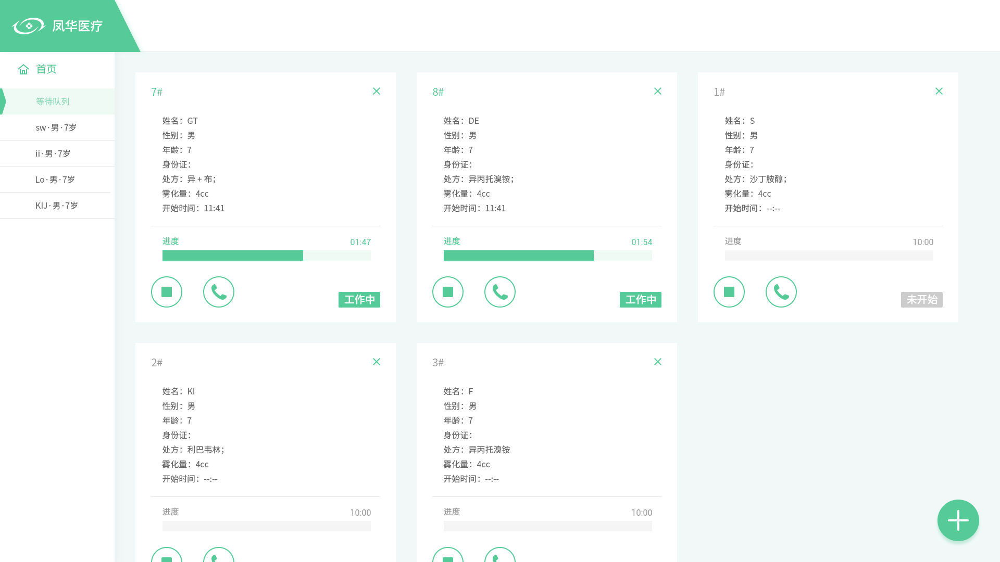 凤华医疗
首页
等待队列
sw·男·7岁
ii·男·7岁
Lo·男·7岁
KIJ·男·7岁
7#
姓名：GT
性别：男
年龄：7
身份证：
处方：异 + 布；
雾化量：4cc
开始时间：11:41
进度 01:47
工作中
8#
姓名：DE
性别：男
年龄：7
身份证：
处方：异丙托溴铵；
雾化量：4cc
开始时间：11:41
进度 01:54
工作中
1#
姓名：S
性别：男
年龄：7
身份证：
处方：沙丁胺醇；
雾化量：4cc
开始时间：--:--
进度 10:00
未开始
2#
姓名：KI
性别：男
年龄：7
身份证：
处方：利巴韦林；
雾化量：4cc
开始时间：--:--
进度 10:00
3#
姓名：F
性别：男
年龄：7
身份证：
处方：异丙托溴铵
雾化量：4cc
开始时间：--:--
进度 10:00